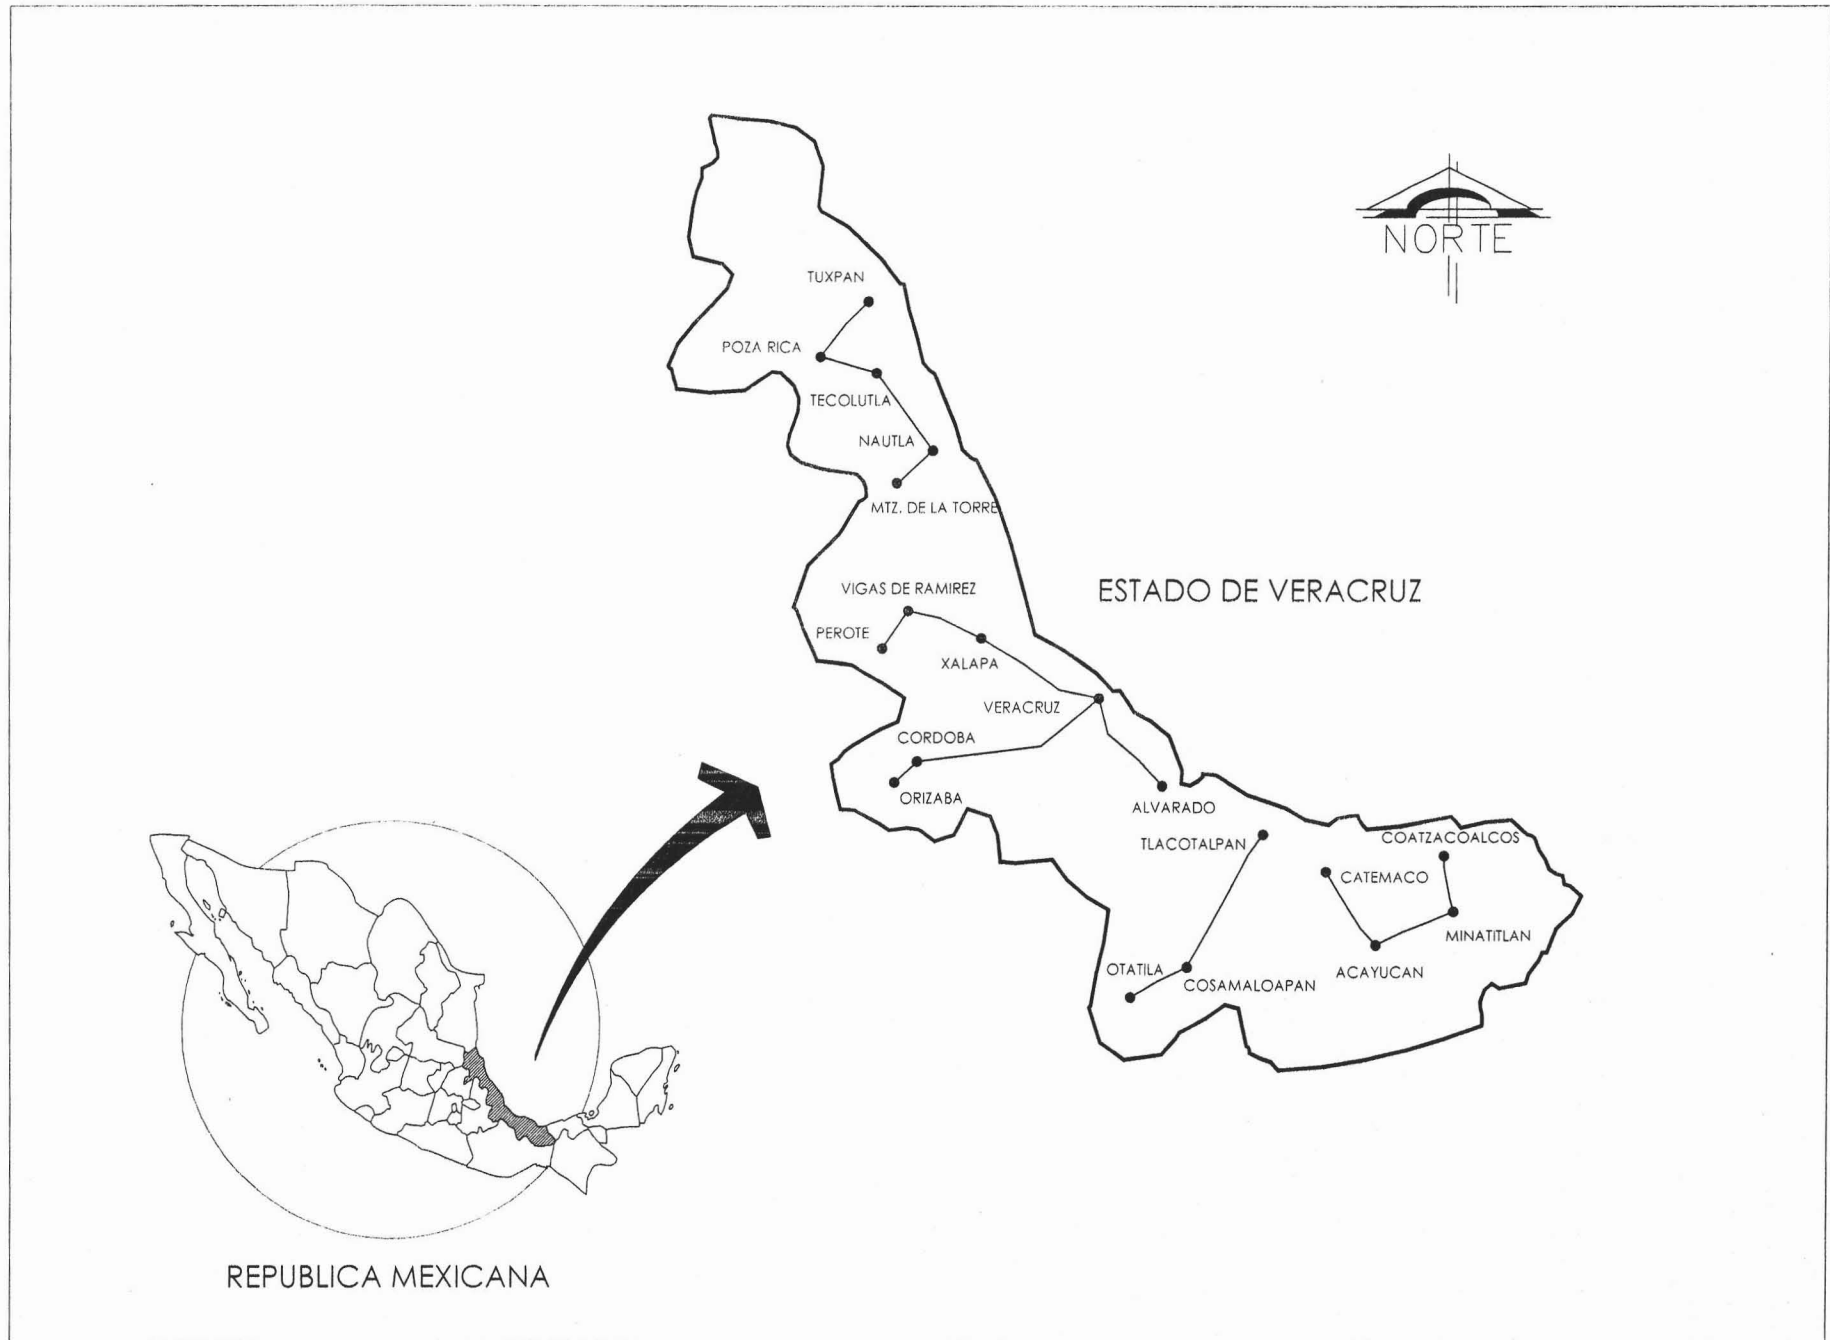 NORTE
TUXPAN
POZA RICA
TECOLUTLA
NAUTLA
MTZ. DE LA TORRE
ESTADO DE VERACRUZ
VIGAS DE RAMIREZ
PEROTE
XALAPA
VERACRUZ
CORDOBA
ORIZABA
ALVARADO
TLACOTALPAN
COATZACOALCOS
CATEMACO
MINATITLAN
ACAYUCAN
OTATILA
COSAMALOAPAN
REPUBLICA MEXICANA